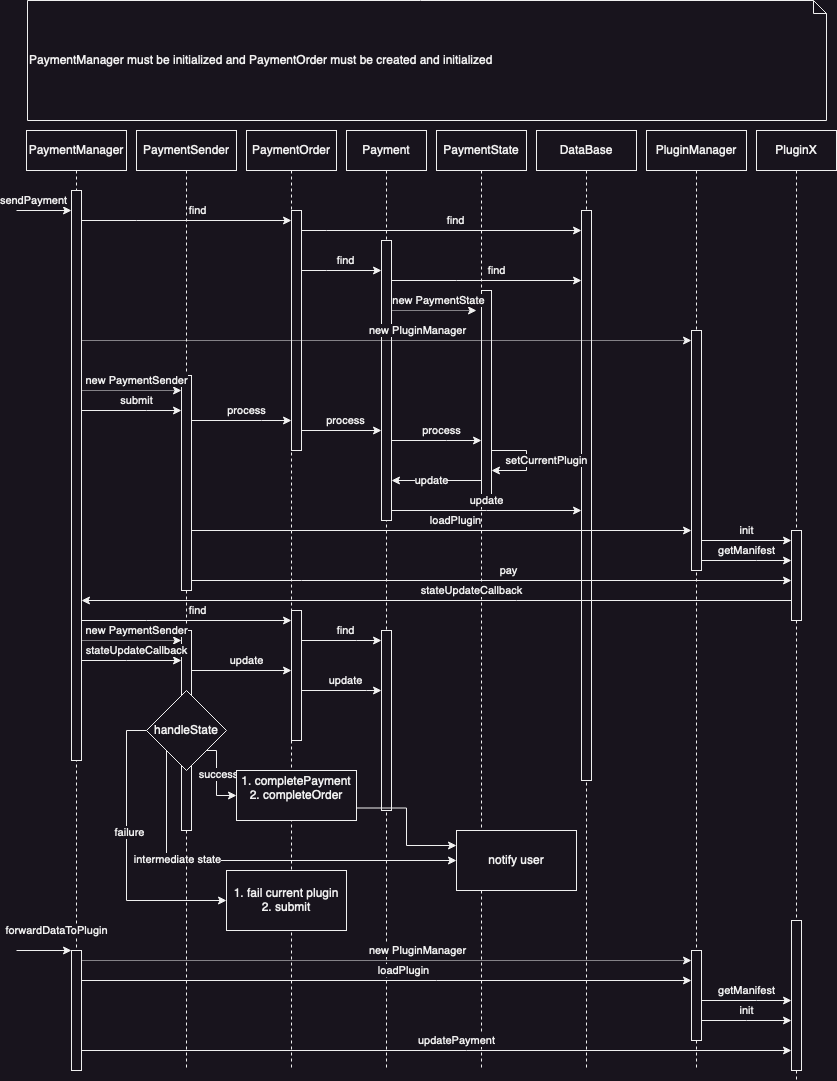 PaymentManager must be initialized and PaymentOrder must be created and initialized
PaymentManager
PaymentSender
PaymentOrder
Payment
PaymentState
DataBase
PluginManager
PluginX
sendPayment
find
find
find
find
new PaymentState
new PluginManager
new PaymentSender
submit
process
process
process
setCurrentPlugin
update
update
loadPlugin
init
getManifest
pay
stateUpdateCallback
find
new PaymentSender
find
stateUpdateCallback
update
update
handleState
success
1. completePayment
2. completeOrder
failure
intermediate state
notify user
1. fail current plugin
2. submit
forwardDataToPlugin
new PluginManager
loadPlugin
getManifest
init
updatePayment